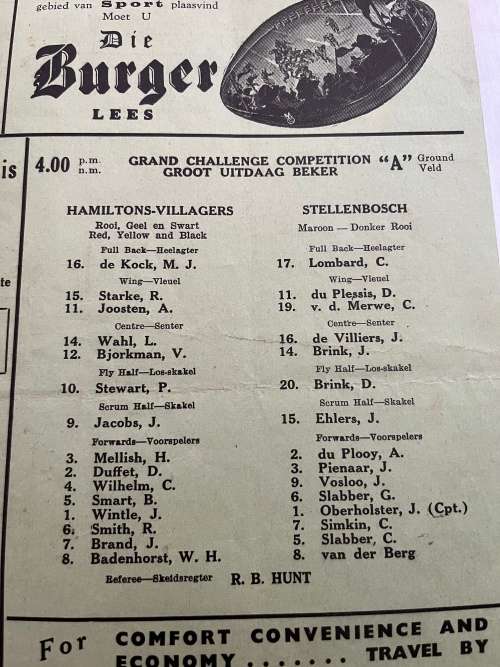 gebied van Sport plaasvind
Moet U
Die
Burger
LEES
is
4.00 p.m. n.m. GRAND CHALLENGE COMPETITION "A" Ground
GROOT UITDAAG BEKER Veld
HAMILTONS-VILLAGERS
Rooi, Geel en Swart
Red, Yellow and Black
Full Back—Heelagter
16. de Kock, M. J.
Wing—Vleuel
15. Starke, R.
11. Joosten, A.
Centre—Senter
14. Wahl, L.
12. Bjorkman, V.
Fly Half—Los-skakel
10. Stewart, P.
Scrum Half—Skakel
9. Jacobs, J.
Forwards—Voorspelers
3. Mellish, H.
2. Duffet, D.
4. Wilhelm, C.
5. Smart, B.
1. Wintle, J.
6. Smith, R.
7. Brand, J.
8. Badenhorst, W. H.
STELLENBOSCH
Maroon — Donker Rooi
Full Back—Heelagter
17. Lombard, C.
Wing—Vleuel
11. du Plessis, D.
19. v. d. Merwe, C.
Centre—Senter
16. de Villiers, J.
14. Brink, J.
Fly Half—Los-skakel
20. Brink, D.
Scrum Half—Skakel
15. Ehlers, J.
Forwards—Voorspelers
2. du Plooy, A.
3. Pienaar, J.
9. Vosloo, J.
6. Slabber, G.
1. Oberholster, J. (Cpt.)
7. Simkin, C.
5. Slabber, C.
8. van der Berg
Referee—Skeidsregter R. B. HUNT
te
For COMFORT CONVENIENCE AND
ECONOMY ....... TRAVEL BY